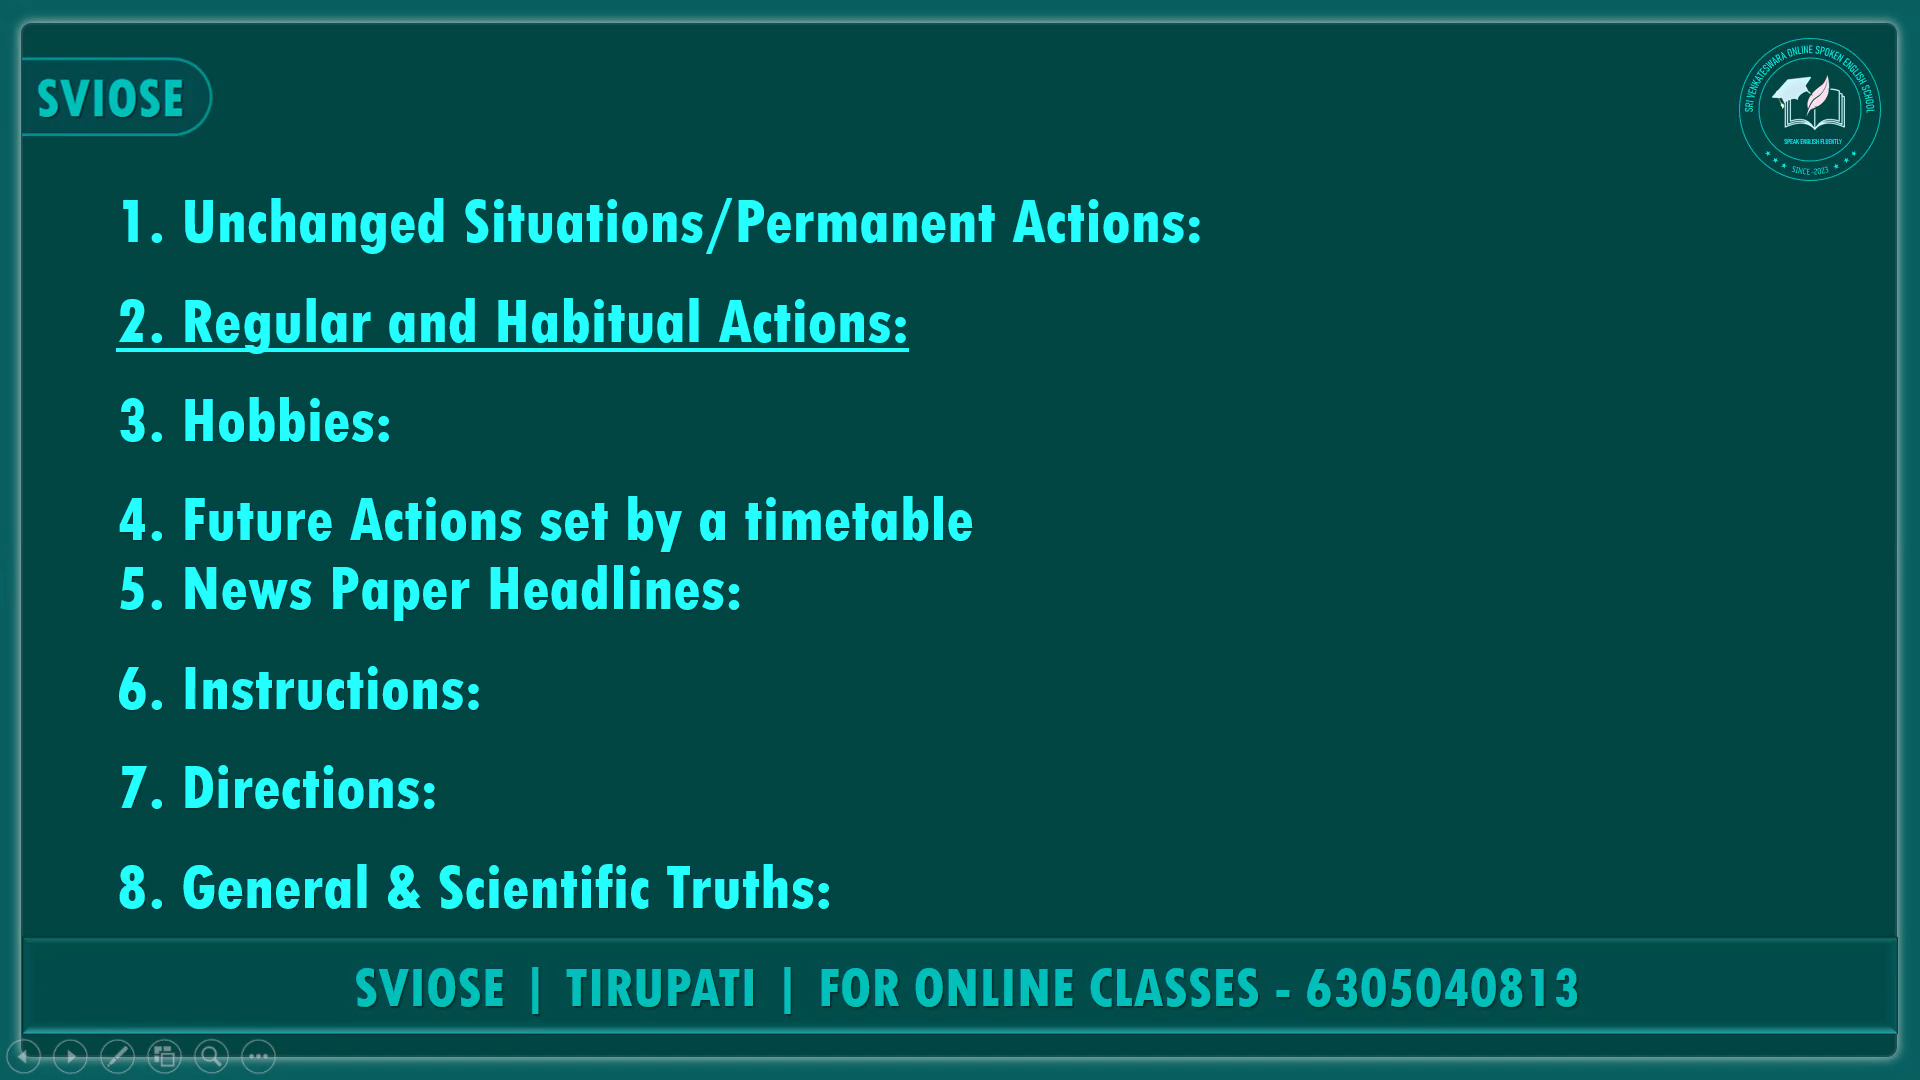 SVIOSE
SRI VENKATESWARA ONLINE SPOKEN ENGLISH SCHOOL
SPEAK ENGLISH FLUENTLY
SINCE -2023
1. Unchanged Situations/Permanent Actions:
2. Regular and Habitual Actions:
3. Hobbies:
4. Future Actions set by a timetable
5. News Paper Headlines:
6. Instructions:
7. Directions:
8. General & Scientific Truths:
SVIOSE | TIRUPATI | FOR ONLINE CLASSES - 6305040813